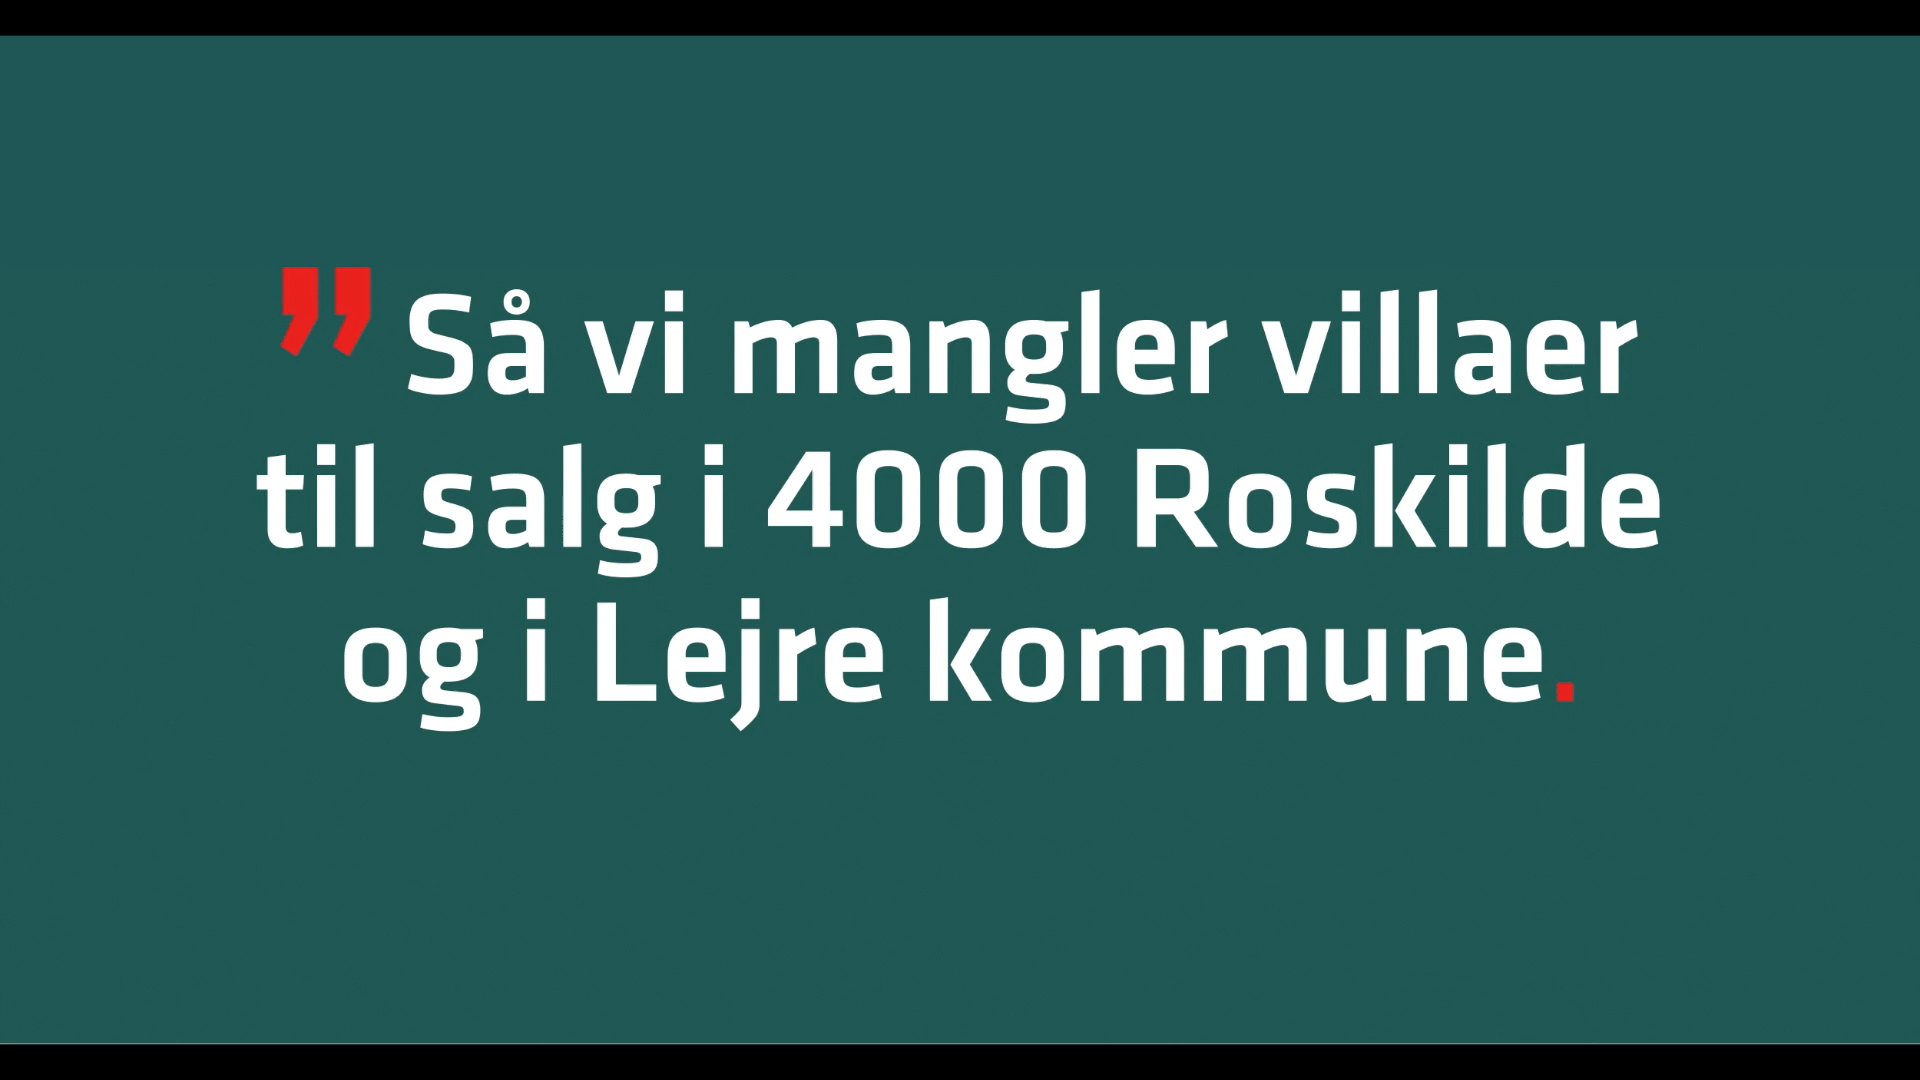 ” Så vi mangler villaer
til salg i 4000 Roskilde
og i Lejre kommune.